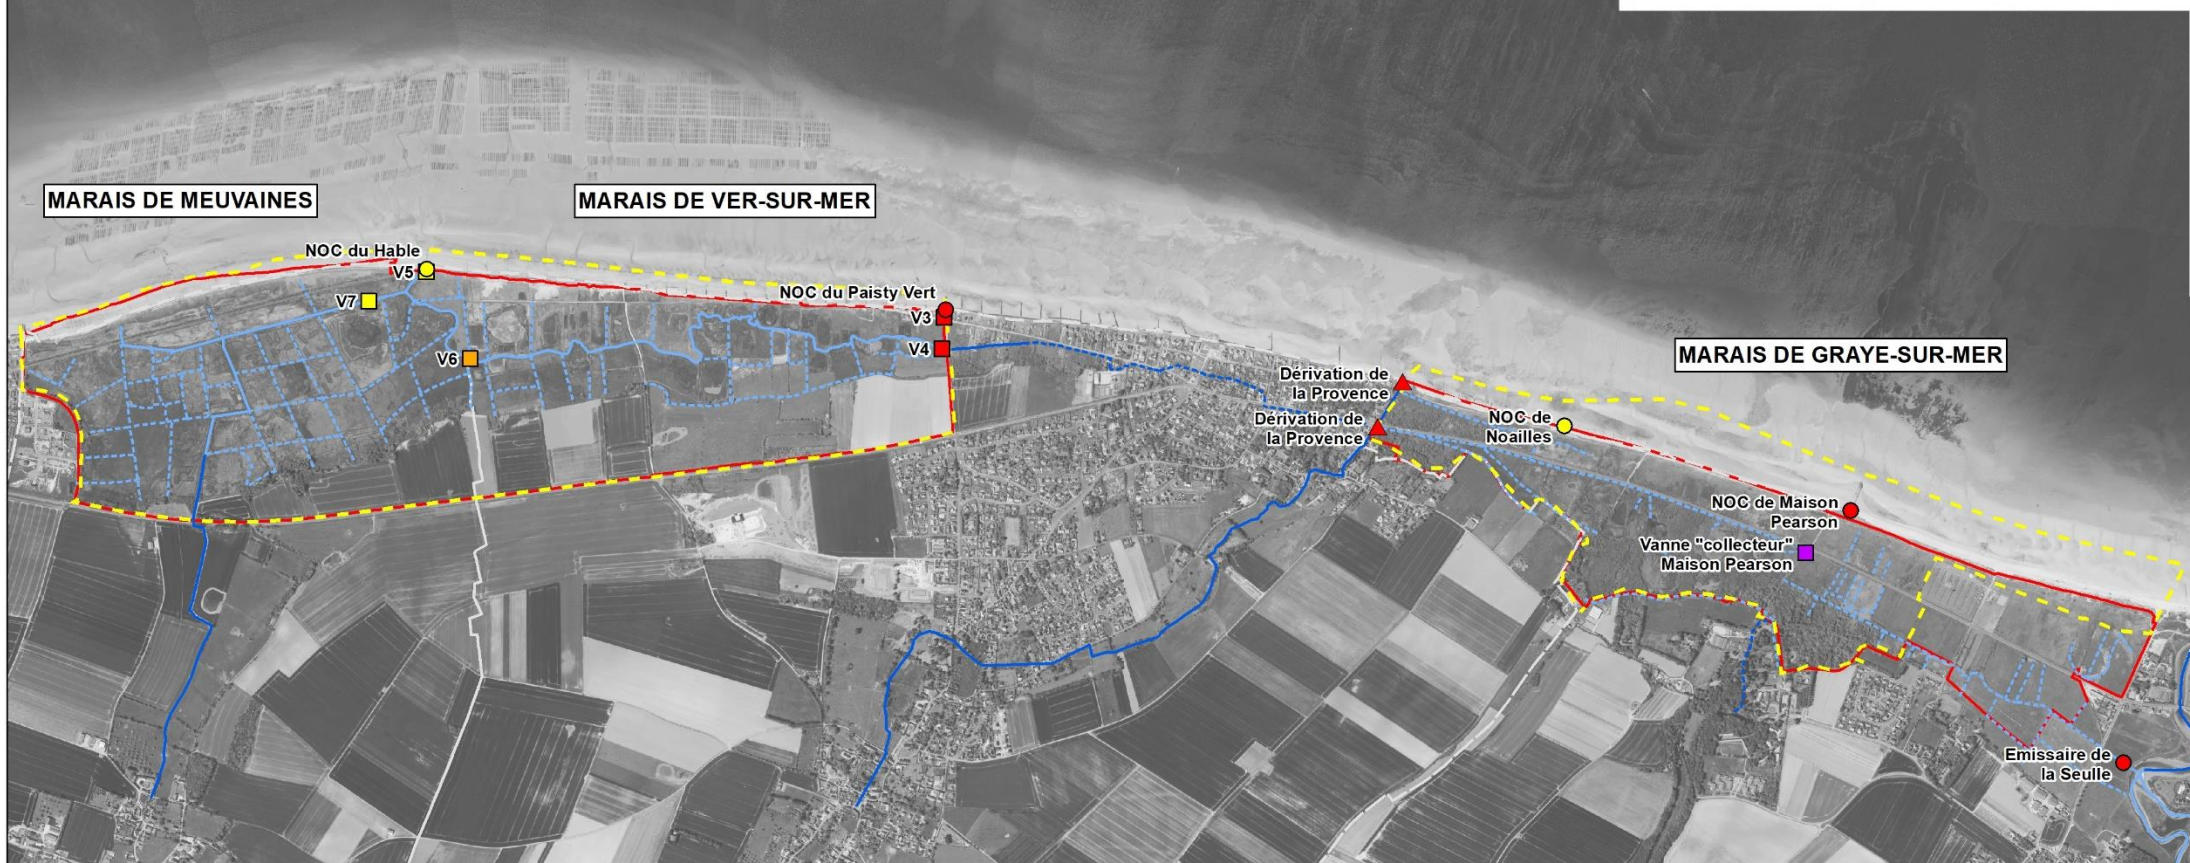 MARAIS DE MEUVAINES
MARAIS DE VER-SUR-MER
NOC du Hable
V5
V7
NOC du Paisty Vert
V3
V4
V6
MARAIS DE GRAYE-SUR-MER
Dérivation de
la Provence
Dérivation de
la Provence
NOC de
Noailles
NOC de Maison
Pearson
Vanne "collecteur"
Maison Pearson
Emissaire de
la Seulle